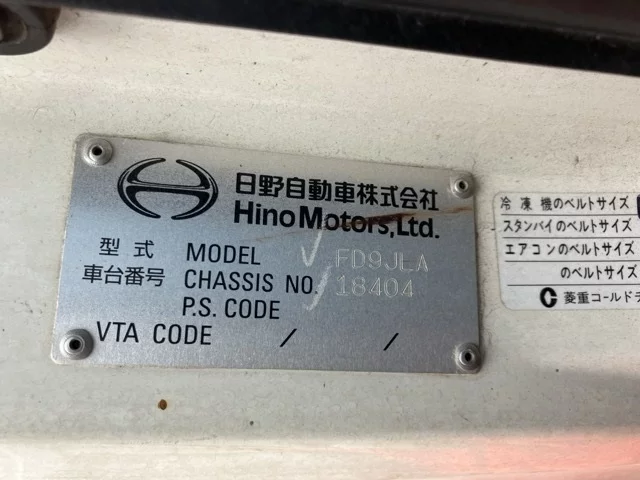 日野自動車株式会社
Hino Motors, Ltd.
型式 MODEL FD9JLA
車台番号 CHASSIS NO. 18404
P.S. CODE
VTA CODE / /
冷凍機のベルトサイズ
スタンバイのベルトサイズ
エアコンのベルトサイズ
のベルトサイズ
菱重コールドラ